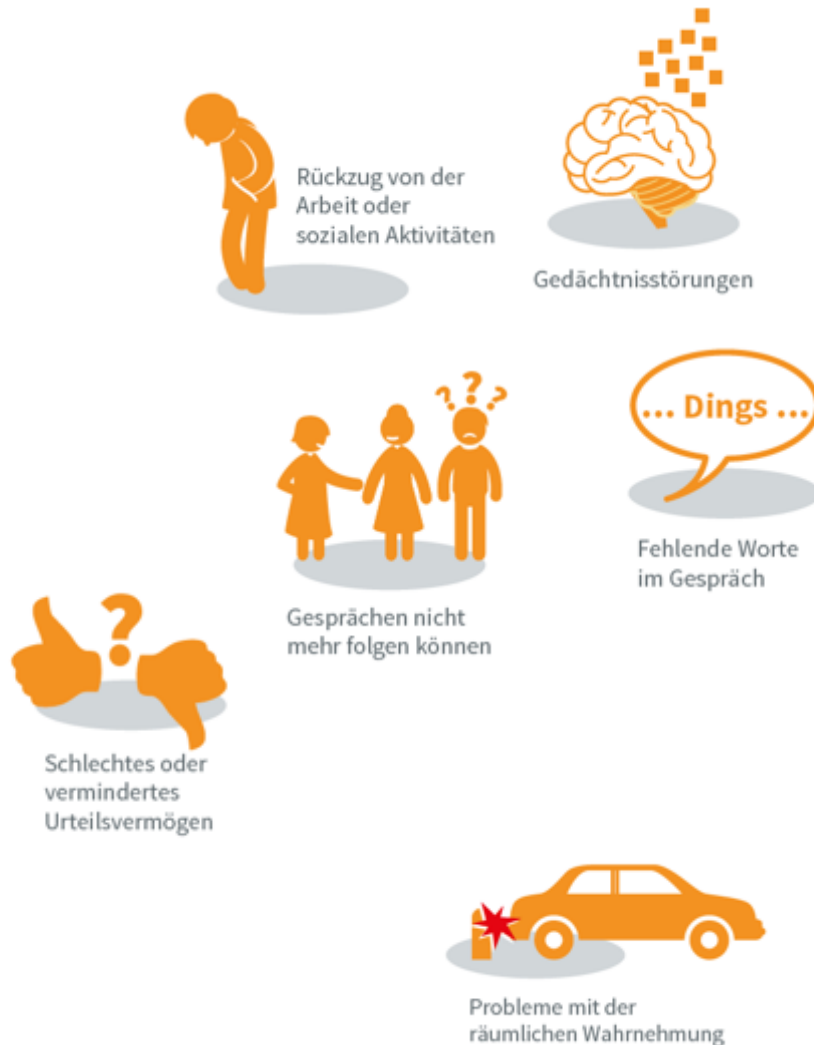 Rückzug von der
Arbeit oder
sozialen Aktivitäten
Gedächtnisstörungen
???
... Dings ...
Fehlende Worte
im Gespräch
Gesprächen nicht
mehr folgen können
?
Schlechtes oder
vermindertes
Urteilsvermögen
Probleme mit der
räumlichen Wahrnehmung